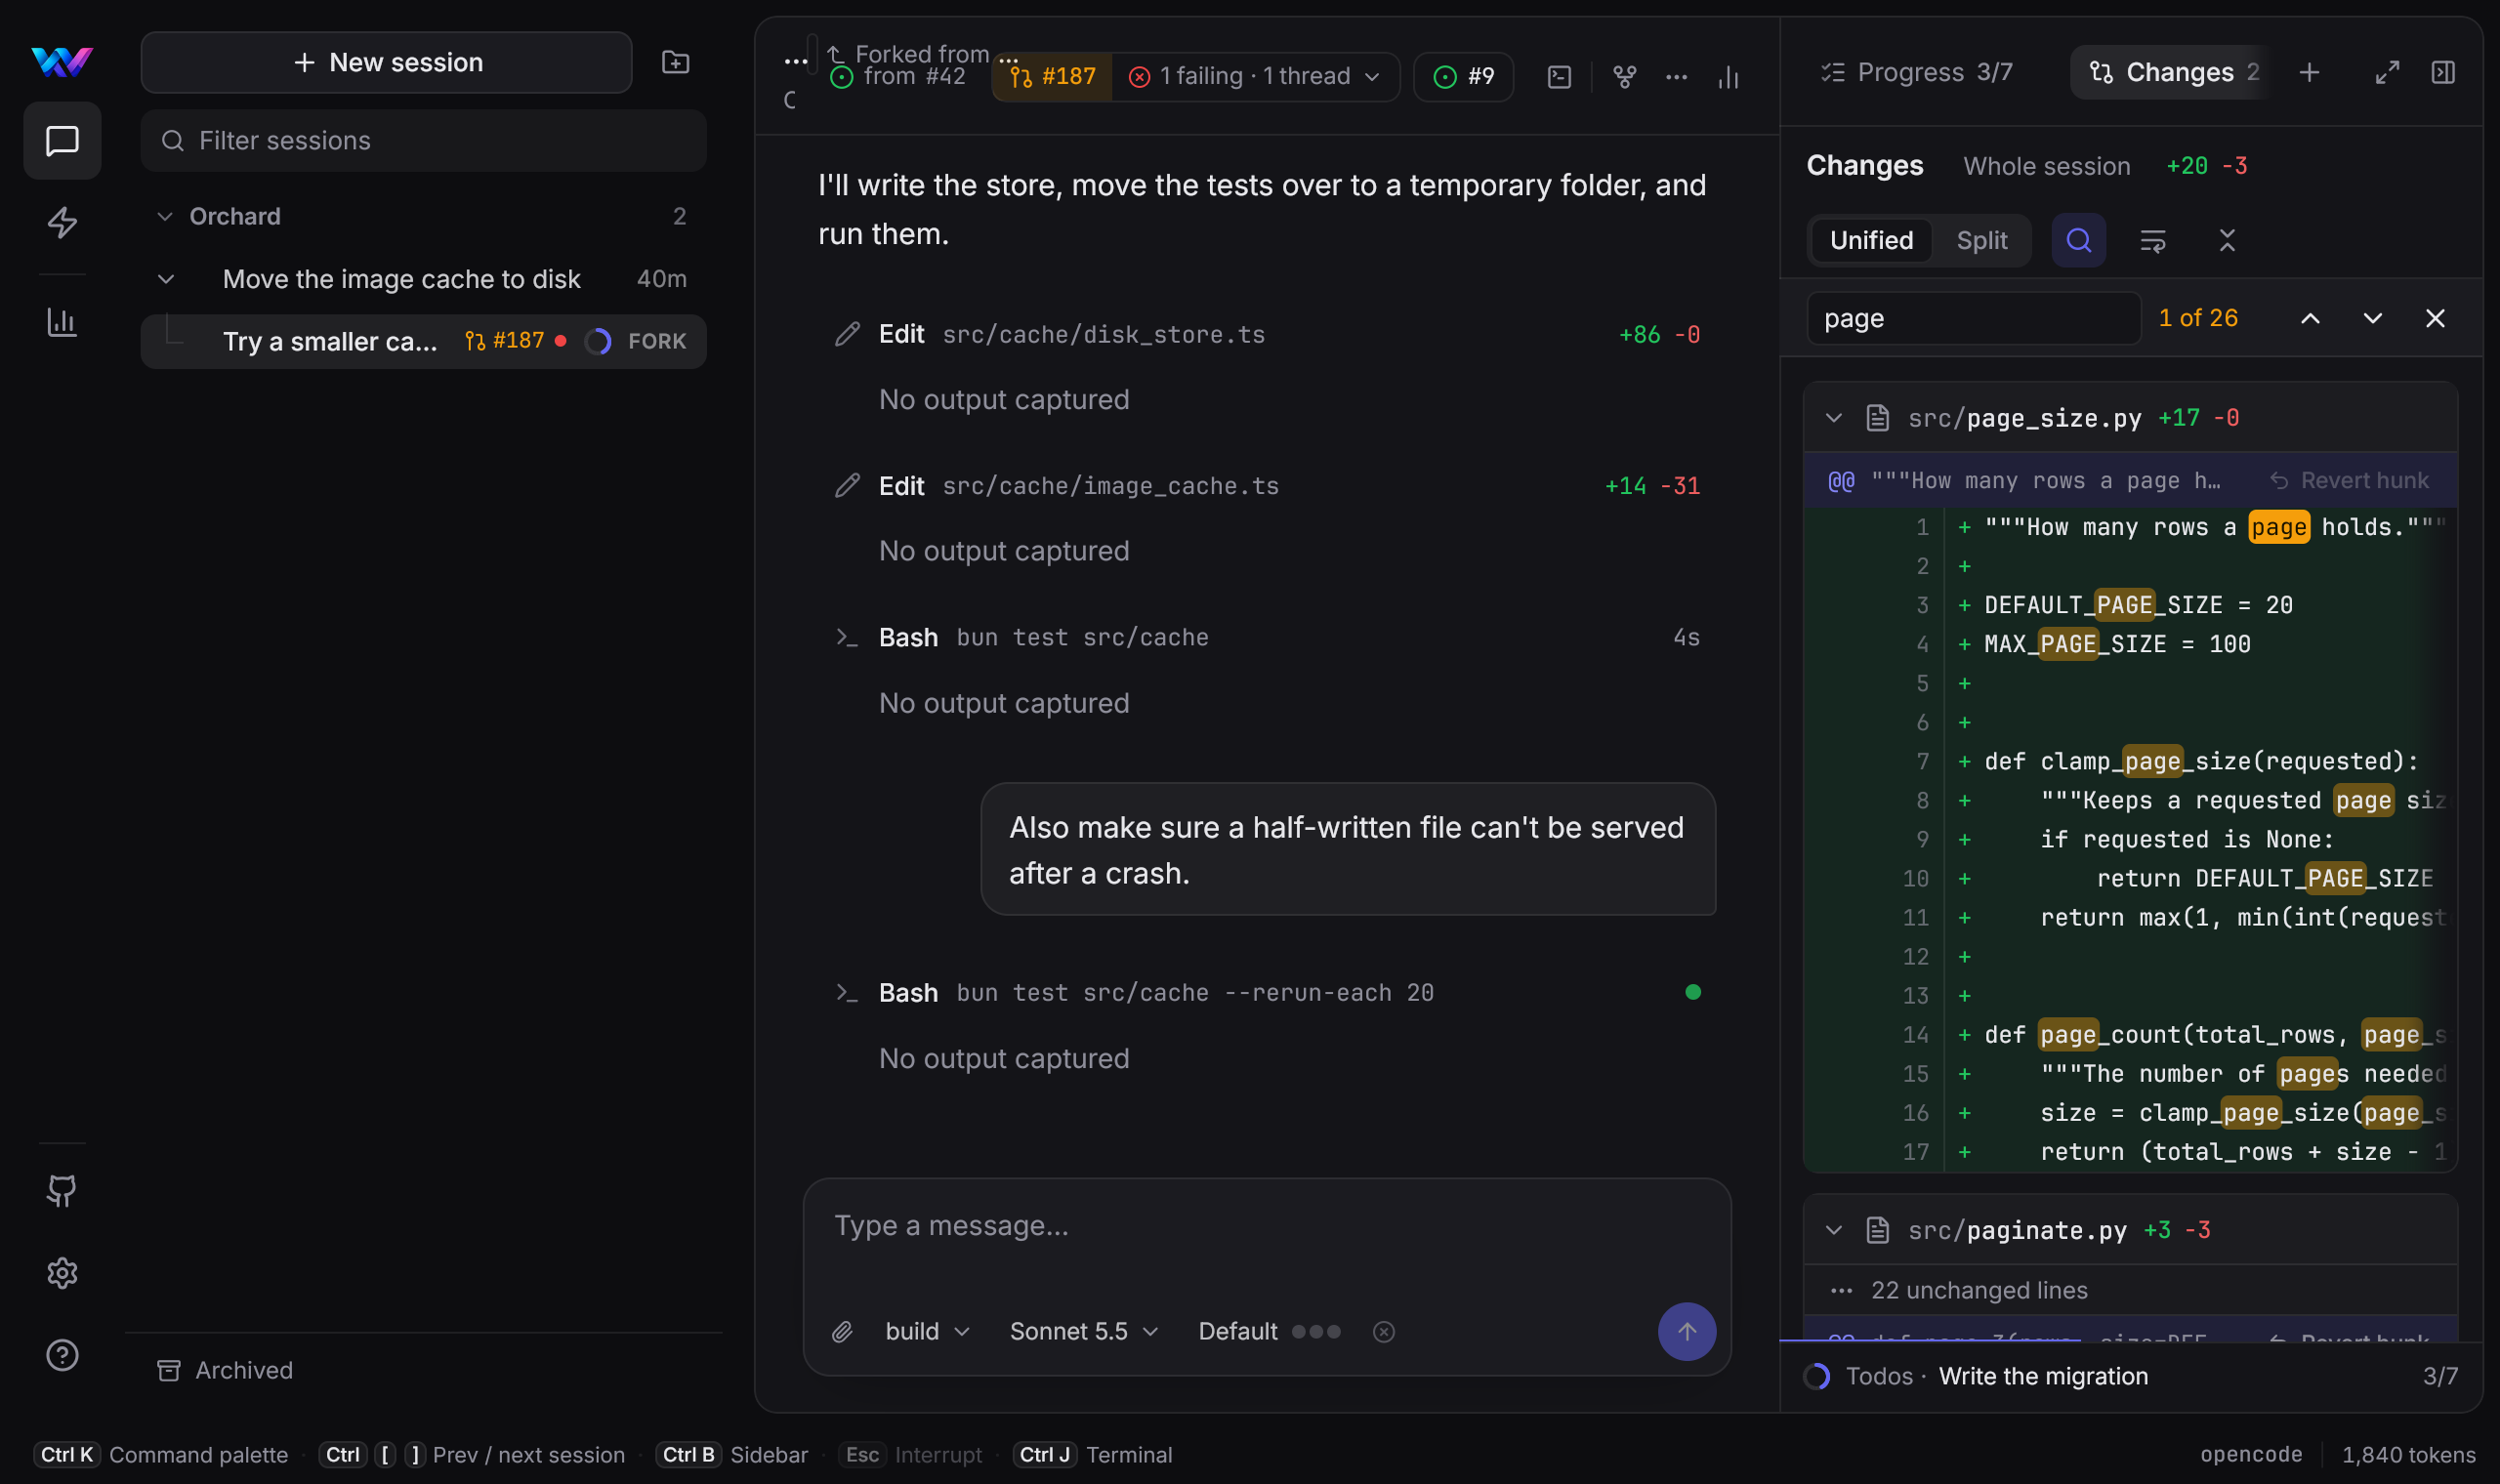 New session
Filter sessions
Orchard 2
Move the image cache to disk 40m
Try a smaller ca... #187 FORK
Archived
... Forked from ...
from #42 #187 1 failing · 1 thread #9
I'll write the store, move the tests over to a temporary folder, and
run them.
Edit src/cache/disk_store.ts +86 -0
No output captured
Edit src/cache/image_cache.ts +14 -31
No output captured
Bash bun test src/cache 4s
No output captured
Also make sure a half-written file can't be served
after a crash.
Bash bun test src/cache --rerun-each 20
No output captured
Type a message...
build Sonnet 5.5 Default
Progress 3/7 Changes 2
Changes Whole session +20 -3
Unified Split
page 1 of 26
src/page_size.py +17 -0
@@ """How many rows a page h... Revert hunk
1 + """How many rows a page holds."""
2 +
3 + DEFAULT_PAGE_SIZE = 20
4 + MAX_PAGE_SIZE = 100
5 +
6 +
7 + def clamp_page_size(requested):
8 + """Keeps a requested page siz
9 + if requested is None:
10 + return DEFAULT_PAGE_SIZE
11 + return max(1, min(int(request
12 +
13 +
14 + def page_count(total_rows, page_s
15 + """The number of pages needed
16 + size = clamp_page_size(page_s
17 + return (total_rows + size - 1
src/paginate.py +3 -3
... 22 unchanged lines
Revert hunk
Todos · Write the migration 3/7
Ctrl K Command palette · Ctrl [ ] Prev / next session · Ctrl B Sidebar · Esc Interrupt · Ctrl J Terminal
opencode 1,840 tokens